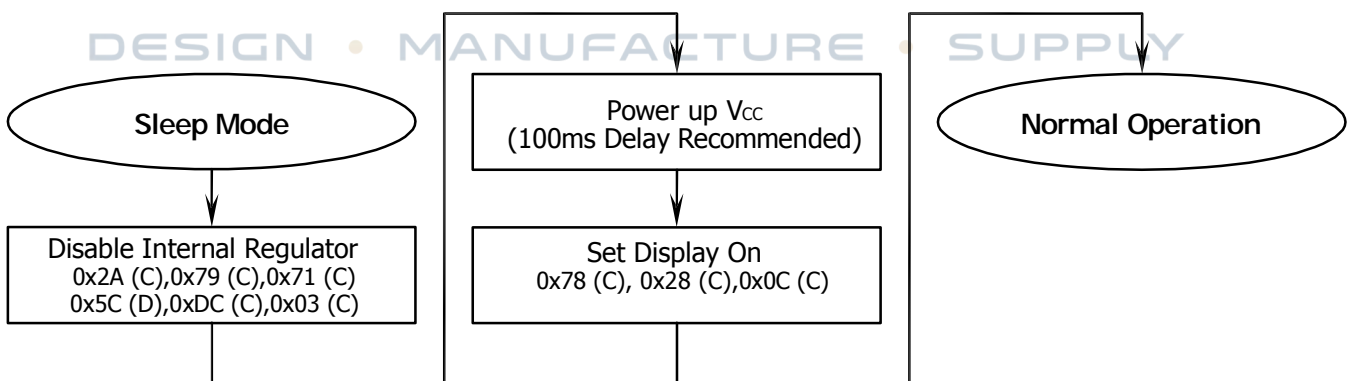 DESIGN • MANUFACTURE • SUPPLY
Sleep Mode
Disable Internal Regulator
0x2A (C),0x79 (C),0x71 (C)
0x5C (D),0xDC (C),0x03 (C)
Power up VCC
(100ms Delay Recommended)
Set Display On
0x78 (C), 0x28 (C),0x0C (C)
Normal Operation